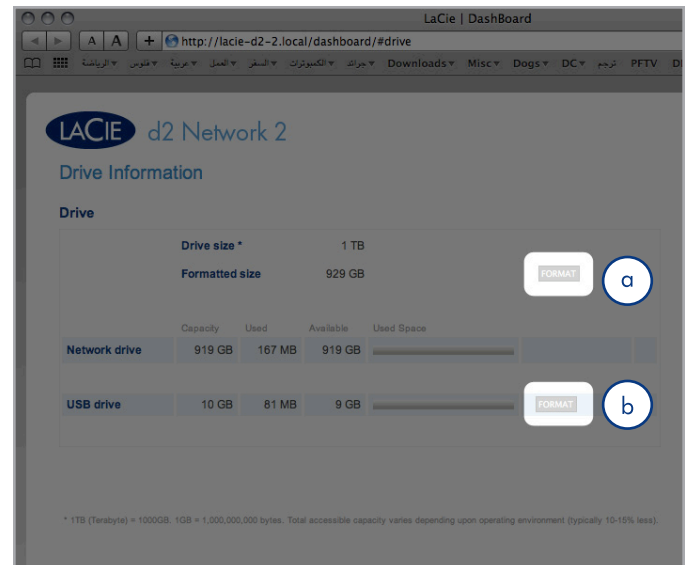 LaCie | DashBoard
A A + http://lacie-d2-2.local/dashboard/#drive
الرياضة فلوس عربية العمل السفر الكمبيوترات جرائد Downloads Misc Dogs DC ترجم PFTV
LACIE d2 Network 2
Drive Information
Drive
Drive size * 1 TB
Formatted size 929 GB FORMAT a
Capacity Used Available Used Space
Network drive 919 GB 167 MB 919 GB
USB drive 10 GB 81 MB 9 GB FORMAT b
* 1TB (Terabyte) = 1000GB. 1GB = 1,000,000,000 bytes. Total accessible capacity varies depending upon operating environment (typically 10-15% less).